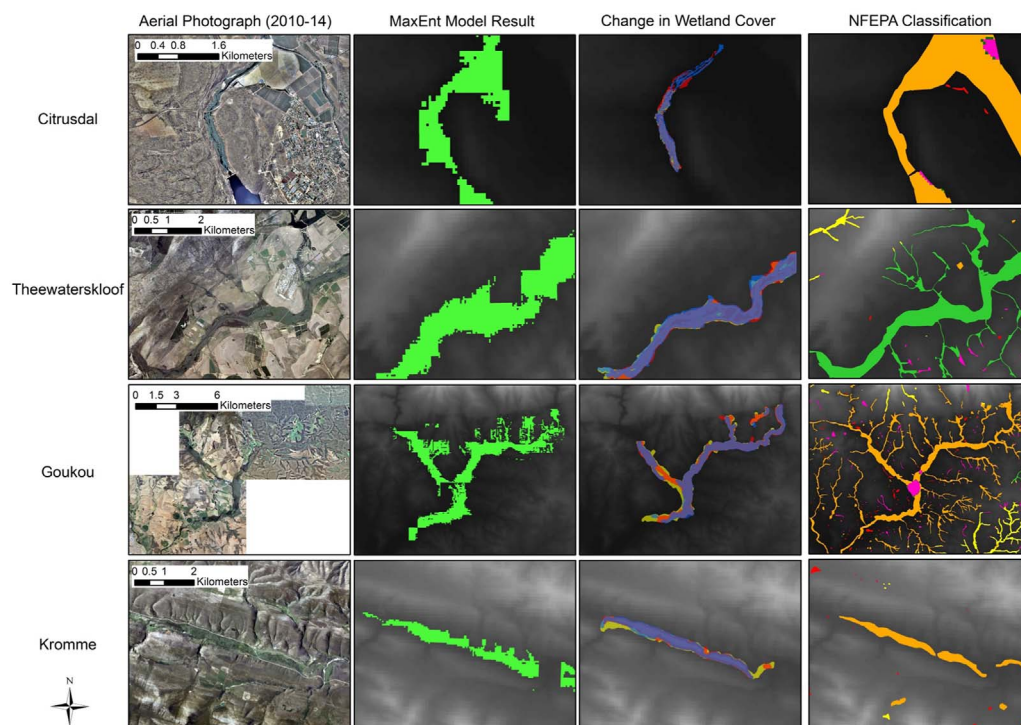 Aerial Photograph (2010-14) MaxEnt Model Result Change in Wetland Cover NFEPA Classification
0 0.4 0.8 1.6
Kilometers
Citrusdal
0 0.5 1 2
Kilometers
Theewaterskloof
0 1.5 3 6
Kilometers
Goukou
0 0.5 1 2
Kilometers
Kromme
N